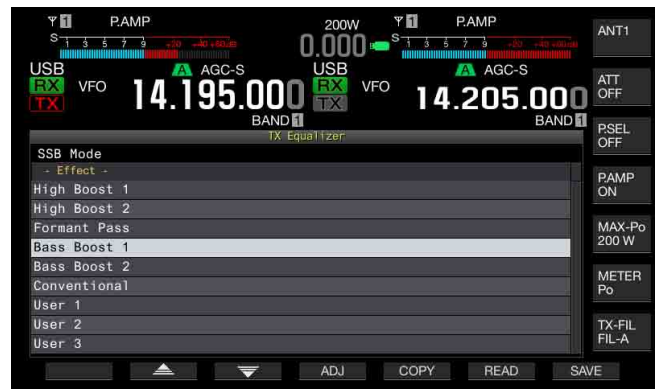 1 P.AMP 200W 1 P.AMP ANT1
S 1 3 5 7 9 +20 +40 +60dB 0.000 S 1 3 5 7 9 +20 +40 +60dB
USB A AGC-S USB A AGC-S ATT OFF
RX TX VFO 14.195.000 RX TX VFO 14.205.000
BAND 1 BAND 1
TX Equalizer
SSB Mode
- Effect -
High Boost 1
High Boost 2
Formant Pass
Bass Boost 1
Bass Boost 2
Conventional
User 1
User 2
User 3
P.SEL
OFF
P.AMP
ON
MAX-Po
200 W
METER
Po
TX-FIL
FIL-A
ADJ COPY READ SAVE